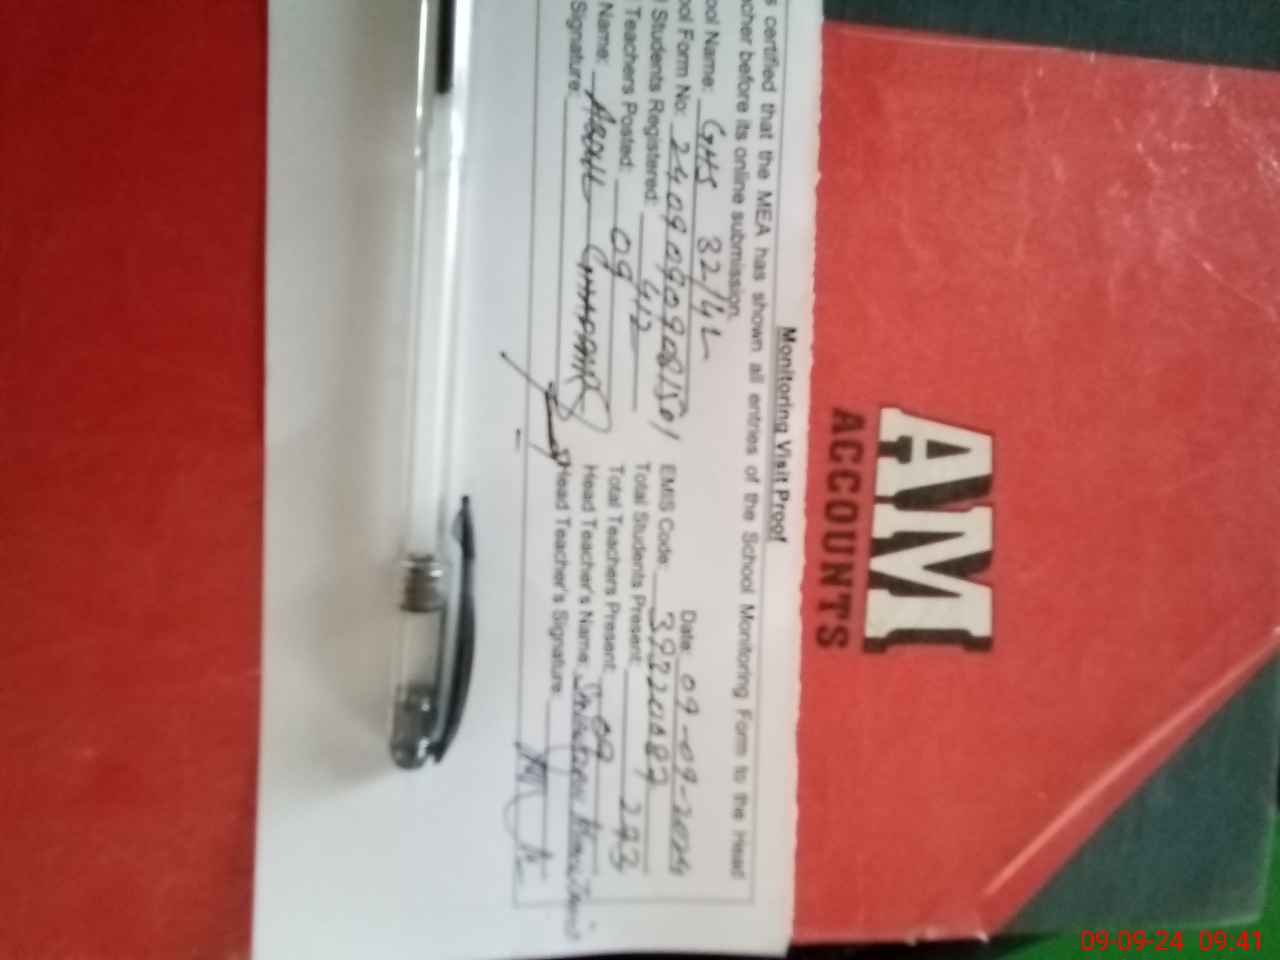 Monitoring Visit Proof
certified that the MEA has shown all entries of the School Monitoring Form to the Head
cher before its online submission.
Date: 09-09-2024
ool Name: GHS 32/4L
EMIS Code:
ol Form No: 24090909081501
Total Students Present: 293
Students Registered: 412
Total Teachers Present: 09
Teachers Posted: 09
Head Teacher's Name:
Name:
Head Teacher's Signature:
Signature:
AM
ACCOUNTS
09-09-24 09:41